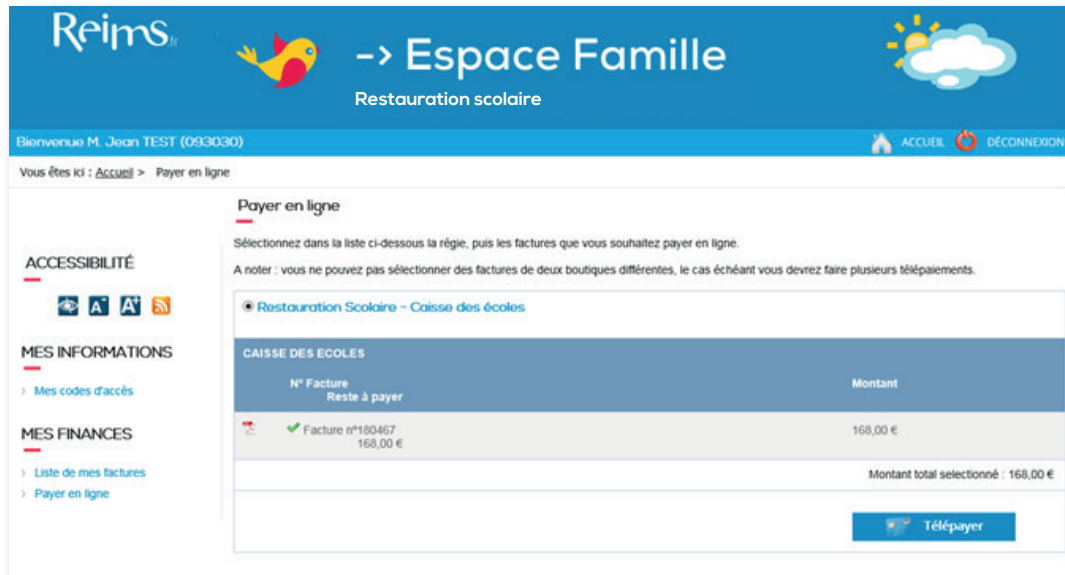 Reims.fr
-> Espace Famille
Restauration scolaire
Bienvenue M. Jean TEST (093030)
ACCUEIL DÉCONNEXION
Vous êtes ici : Accueil > Payer en ligne
Payer en ligne
Sélectionnez dans la liste ci-dessous la régie, puis les factures que vous souhaitez payer en ligne.
A noter : vous ne pouvez pas sélectionner des factures de deux boutiques différentes, le cas échéant vous devrez faire plusieurs télépaiements.
ACCESSIBILITÉ
A- A+
MES INFORMATIONS
> Mes codes d'accès
MES FINANCES
> Liste de mes factures
> Payer en ligne
Restauration Scolaire - Caisse des écoles
CAISSE DES ECOLES
N° Facture Montant
Reste à payer
Facture n°180467 168,00 €
168,00 €
Montant total selectionné : 168,00 €
Télépayer